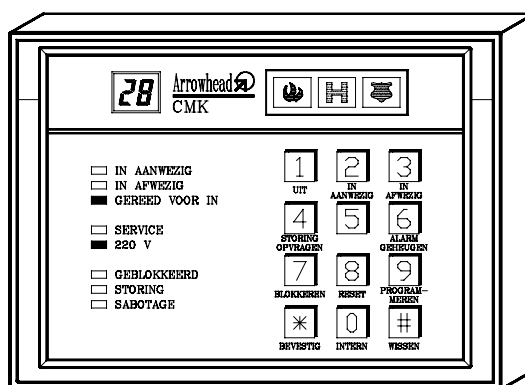 28
Arrowhead
CMK
IN AANWEZIG
IN AFWEZIG
GEREED VOOR IN
SERVICE
220 V
GEBLOKKEERD
STORING
SABOTAGE
1 2 3
UIT IN AANWEZIG IN AFWEZIG
4 5 6
STORING OPVRAGEN ALARM GEHEUGEN
7 8 9
BLOKKEREN RESET PROGRAM-MEREN
* 0 #
BEVESTIG INTERN WISSEN